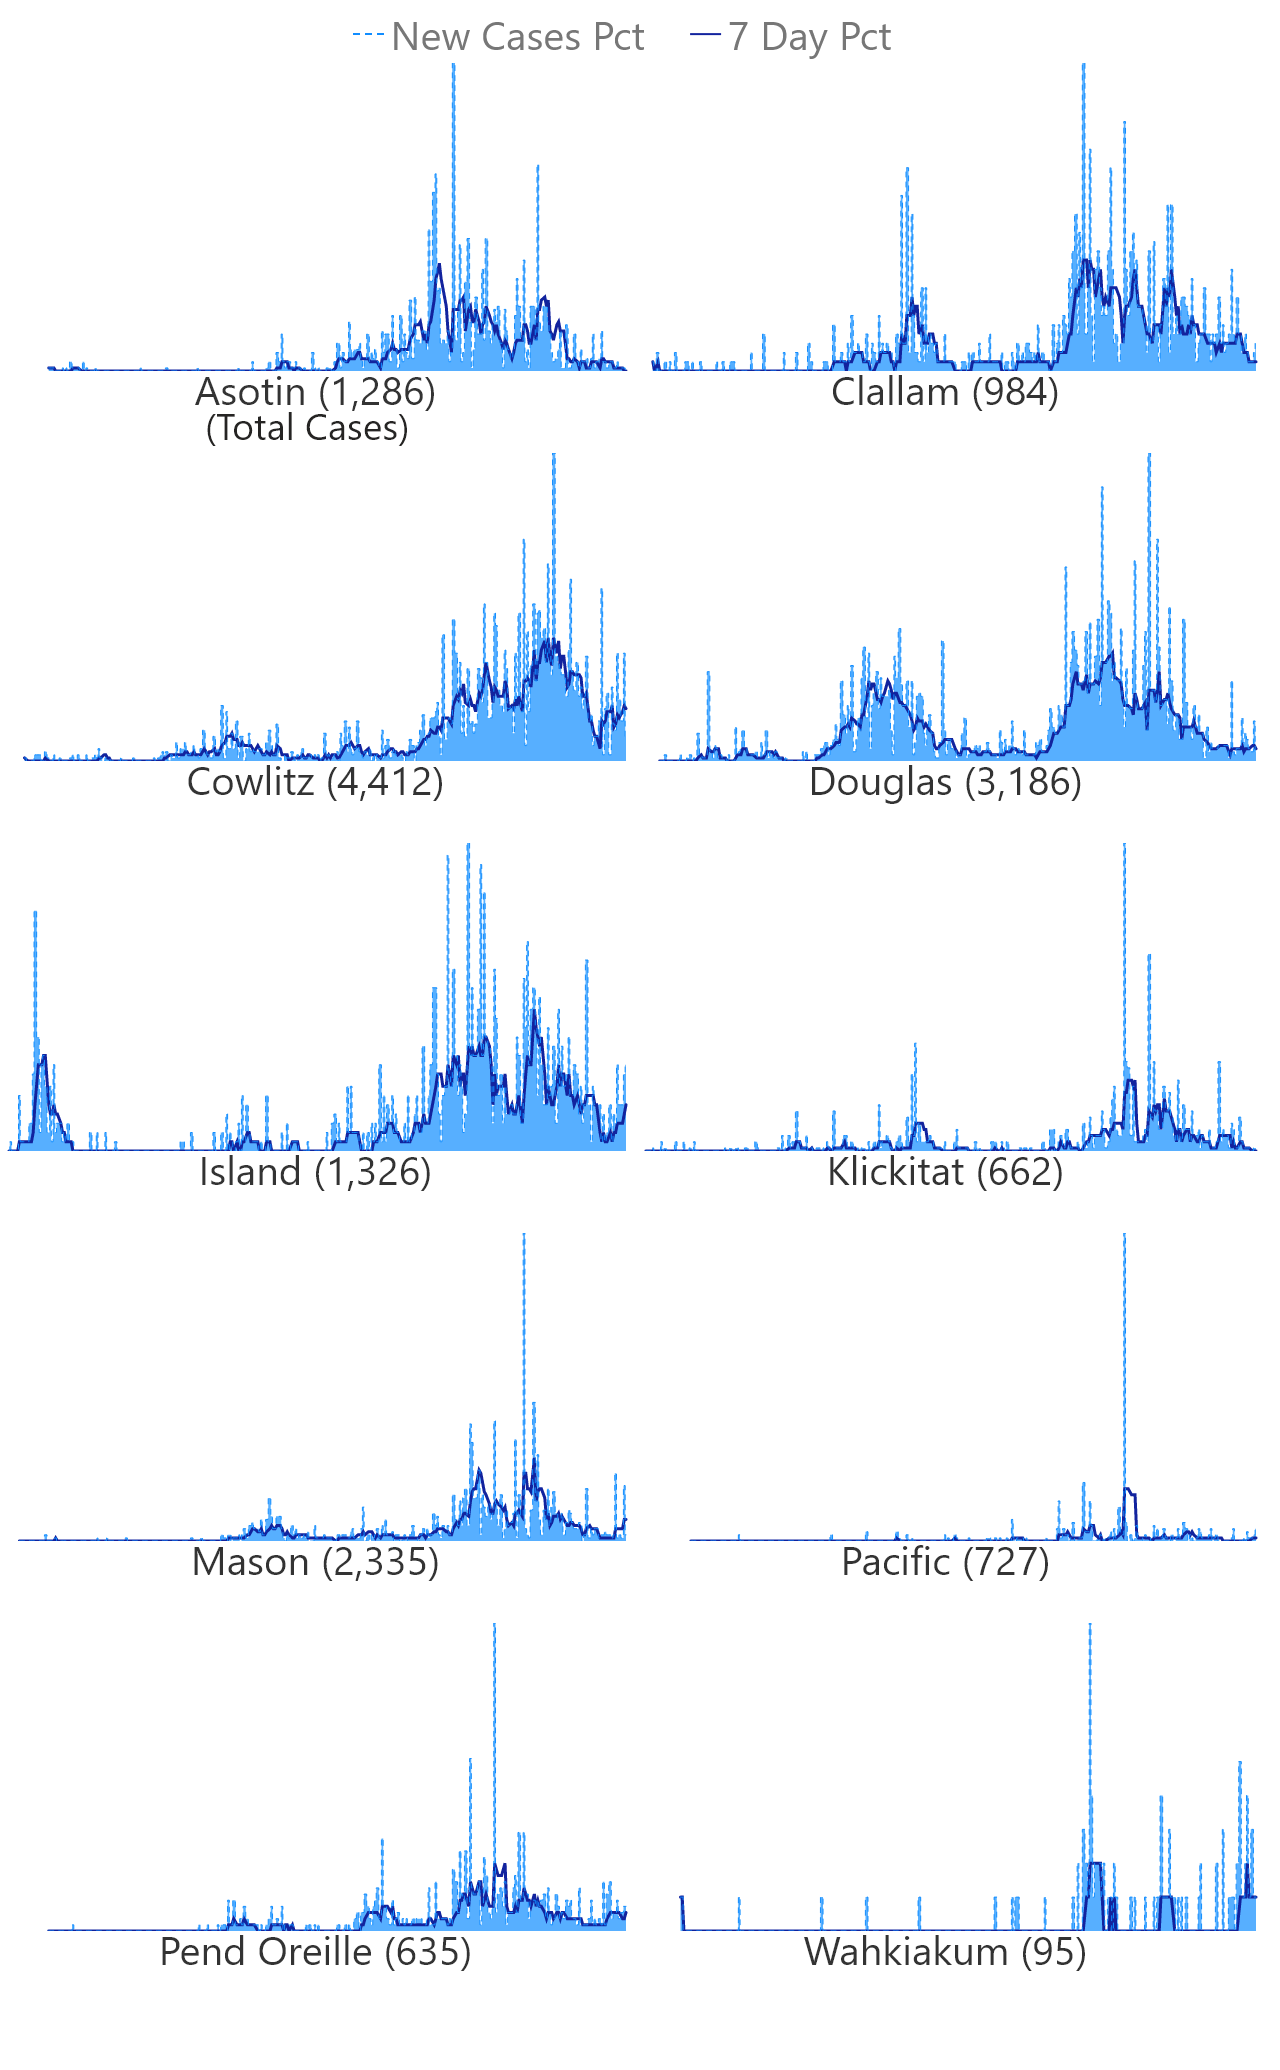 New Cases Pct 7 Day Pct
Asotin (1,286) Clallam (984)
(Total Cases)
Cowlitz (4,412) Douglas (3,186)
Island (1,326) Klickitat (662)
Mason (2,335) Pacific (727)
Pend Oreille (635) Wahkiakum (95)